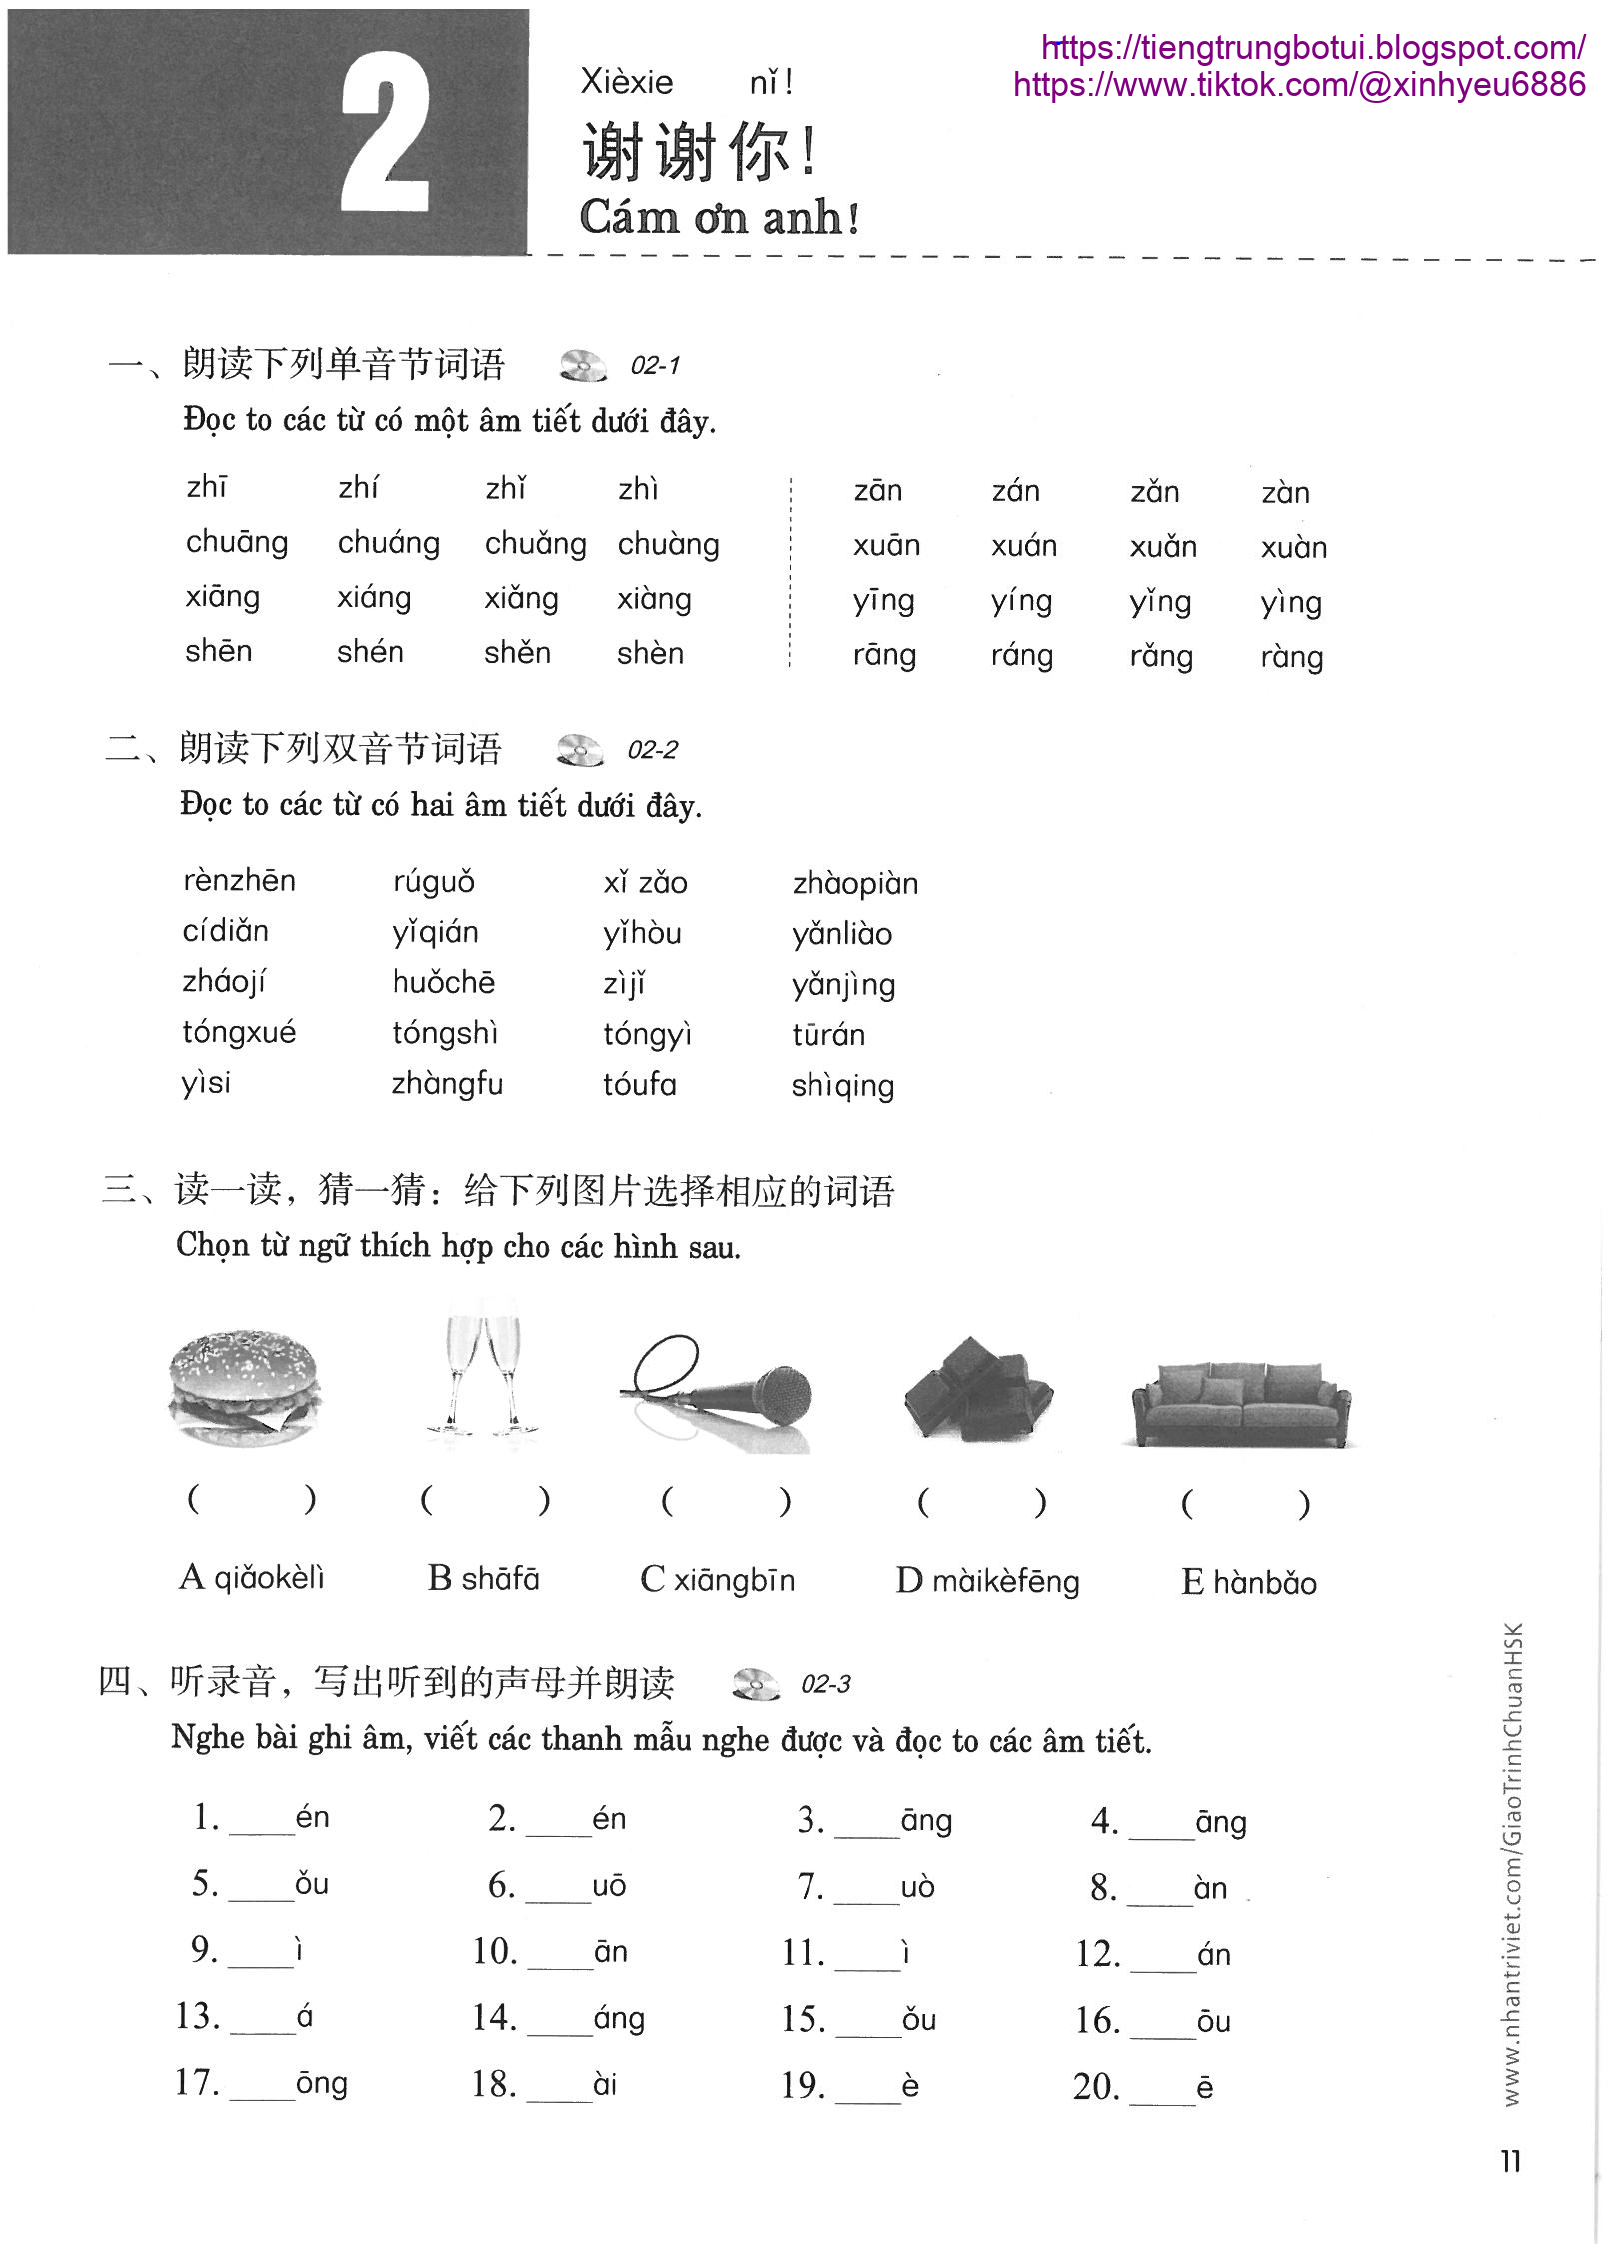 https://tiengtrungbotui.blogspot.com/
https://www.tiktok.com/@xinhyeu6886
2
Xièxie nǐ!
谢谢你!
Cám ơn anh!
一、朗读下列单音节词语 02-1
Đọc to các từ có một âm tiết dưới đây.
zhī zhí zhǐ zhì zān zán zǎn zàn
chuāng chuáng chuǎng chuàng xuān xuán xuǎn xuàn
xiāng xiáng xiǎng xiàng yīng yíng yǐng yìng
shēn shén shěn shèn rāng ráng rǎng ràng
二、朗读下列双音节词语 02-2
Đọc to các từ có hai âm tiết dưới đây.
rènzhēn rúguǒ xǐ zǎo zhàopiàn
cídiǎn yǐqián yǐhòu yǎnliào
zháojí huǒchē zìjǐ yǎnjìng
tóngxué tóngshì tóngyì tūrán
yìsi zhàngfu tóufa shìqing
三、读一读，猜一猜：给下列图片选择相应的词语
Chọn từ ngữ thích hợp cho các hình sau.
( ) ( ) ( ) ( ) ( )
A qiǎokèlì B shāfā C xiāngbīn D màikèfēng E hànbǎo
四、听录音，写出听到的声母并朗读 02-3
Nghe bài ghi âm, viết các thanh mẫu nghe được và đọc to các âm tiết.
1. ____én 2. ____én 3. ____āng 4. ____āng
5. ____ǒu 6. ____uō 7. ____uò 8. ____àn
9. ____ì 10. ____ān 11. ____ì 12. ____án
13. ____á 14. ____áng 15. ____ǒu 16. ____ōu
17. ____ōng 18. ____ài 19. ____è 20. ____ē
www.nhantriviet.com/GiaoTrinhChuanHSK
11